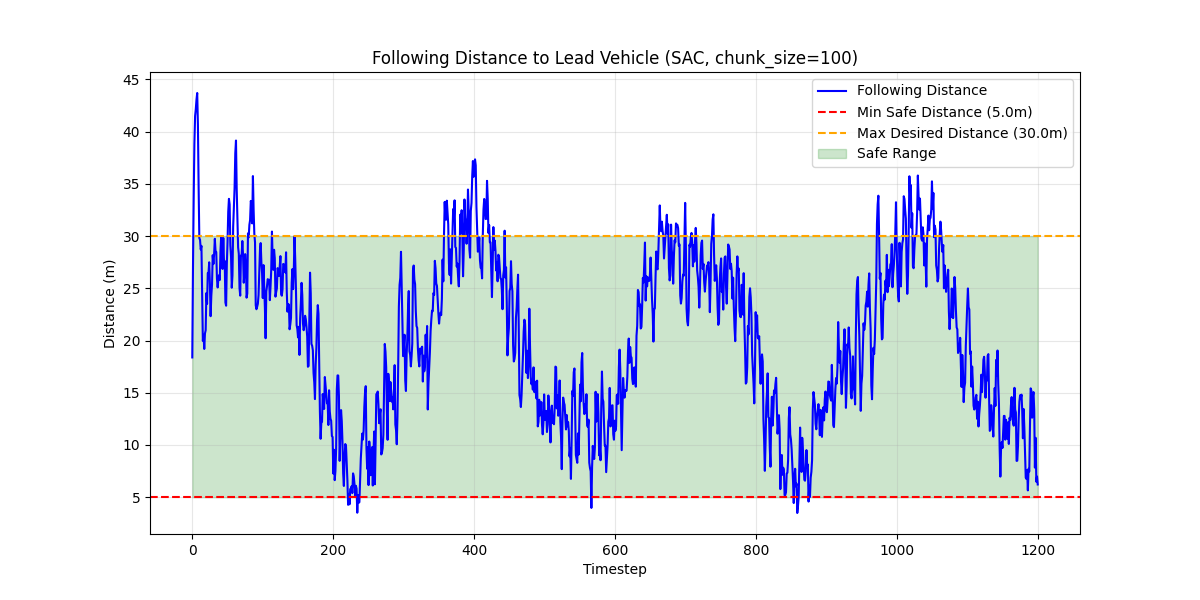 Following Distance to Lead Vehicle (SAC, chunk_size=100)
Following Distance
Min Safe Distance (5.0m)
Max Desired Distance (30.0m)
Safe Range
Distance (m)
45
40
35
30
25
20
15
10
5
0 200 400 600 800 1000 1200
Timestep